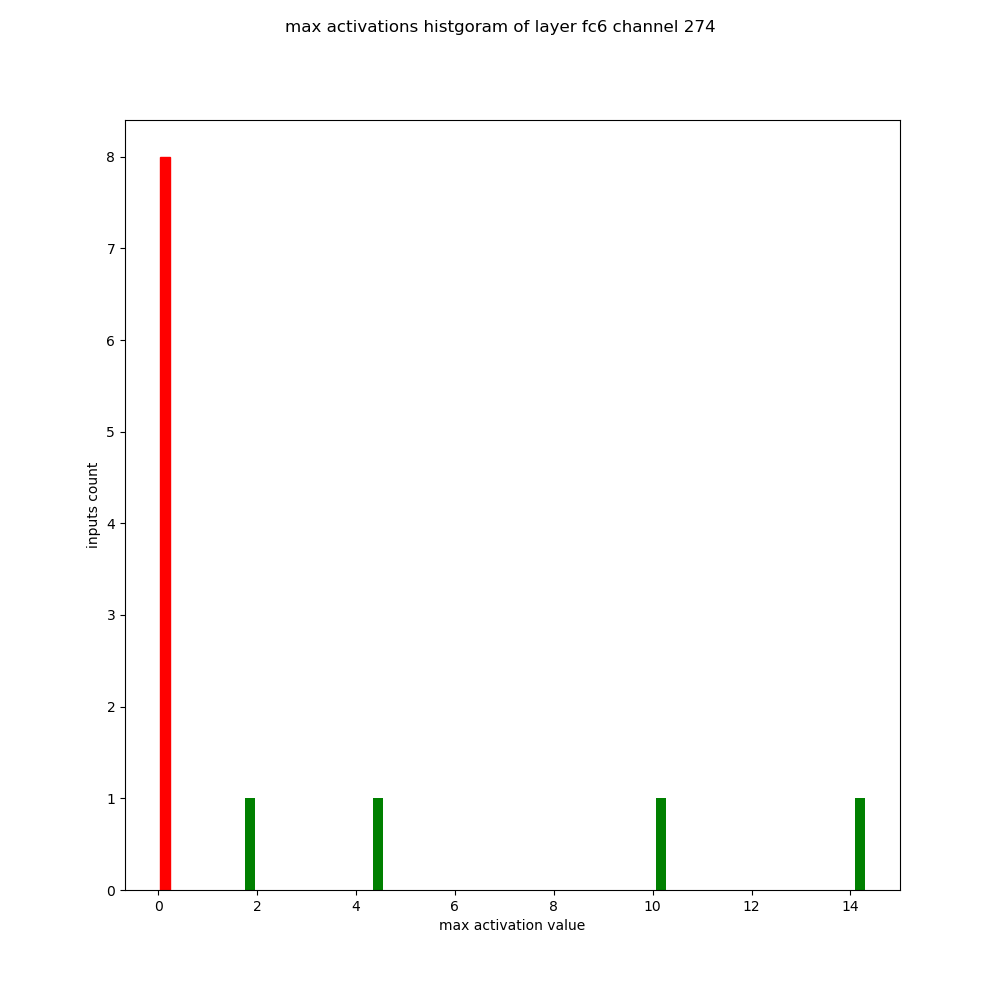 max activations histgoram of layer fc6 channel 274
8
7
6
5
4
3
2
1
0
inputs count
0 2 4 6 8 10 12 14
max activation value